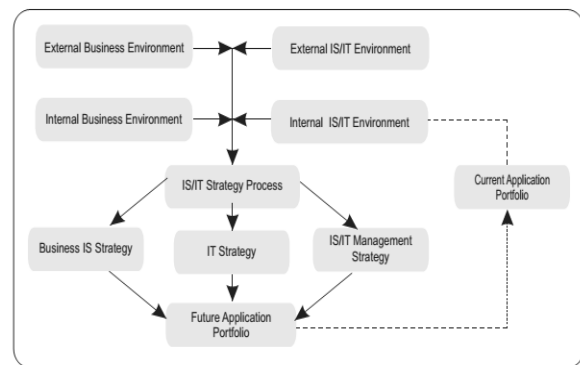 External Business Environment
External IS/IT Environment
Internal Business Environment
Internal IS/IT Environment
IS/IT Strategy Process
Current Application
Portfolio
Business IS Strategy
IT Strategy
IS/IT Management
Strategy
Future Application
Portfolio